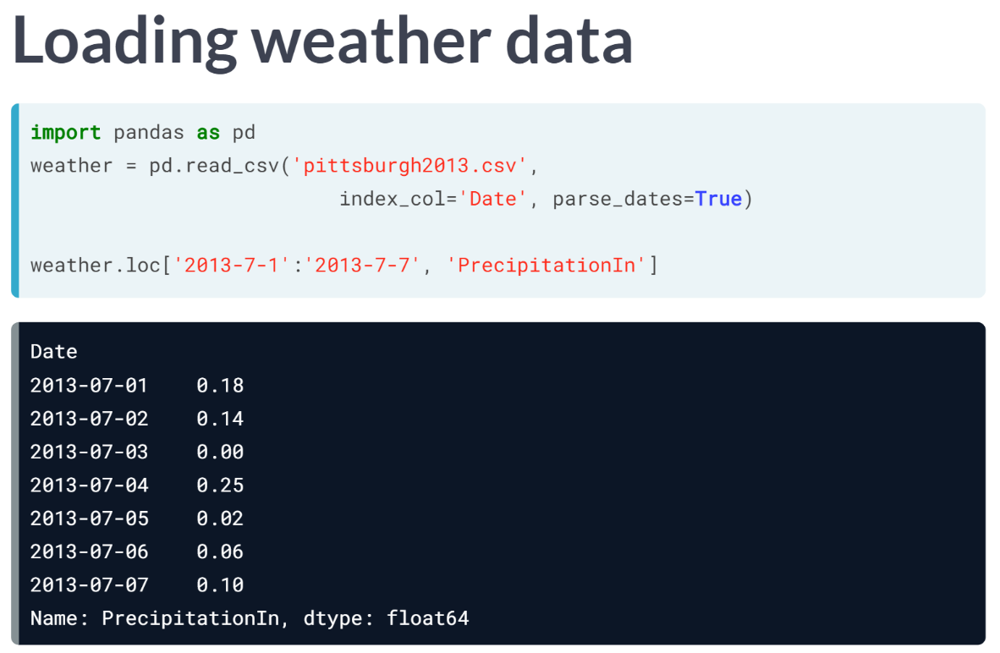 Loading weather data
import pandas as pd
weather = pd.read_csv('pittsburgh2013.csv',
                          index_col='Date', parse_dates=True)
weather.loc['2013-7-1':'2013-7-7', 'PrecipitationIn']
Date
2013-07-01    0.18
2013-07-02    0.14
2013-07-03    0.00
2013-07-04    0.25
2013-07-05    0.02
2013-07-06    0.06
2013-07-07    0.10
Name: PrecipitationIn, dtype: float64